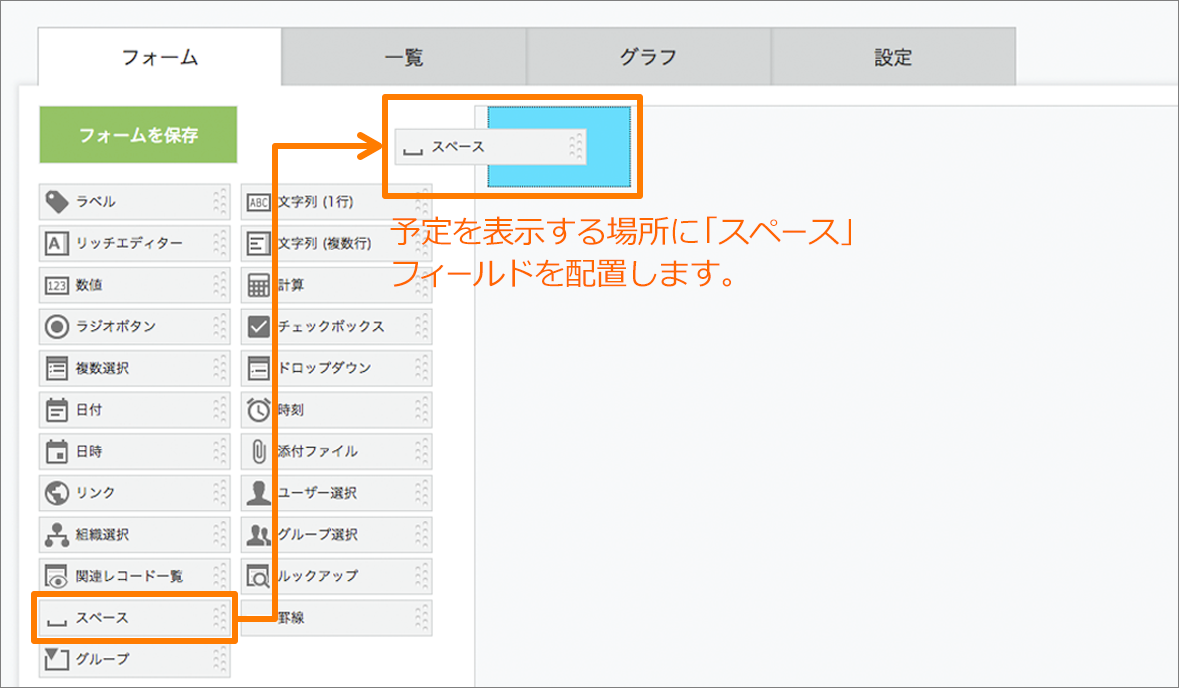 フォーム
一覧
グラフ
設定
フォームを保存
スペース
予定を表示する場所に「スペース」
フィールドを配置します。
ラベル
ABC 文字列 (1行)
A リッチエディター
文字列 (複数行)
123 数値
計算
ラジオボタン
チェックボックス
複数選択
ドロップダウン
日付
時刻
日時
添付ファイル
リンク
ユーザー選択
組織選択
グループ選択
関連レコード一覧
ルックアップ
スペース
罫線
グループ